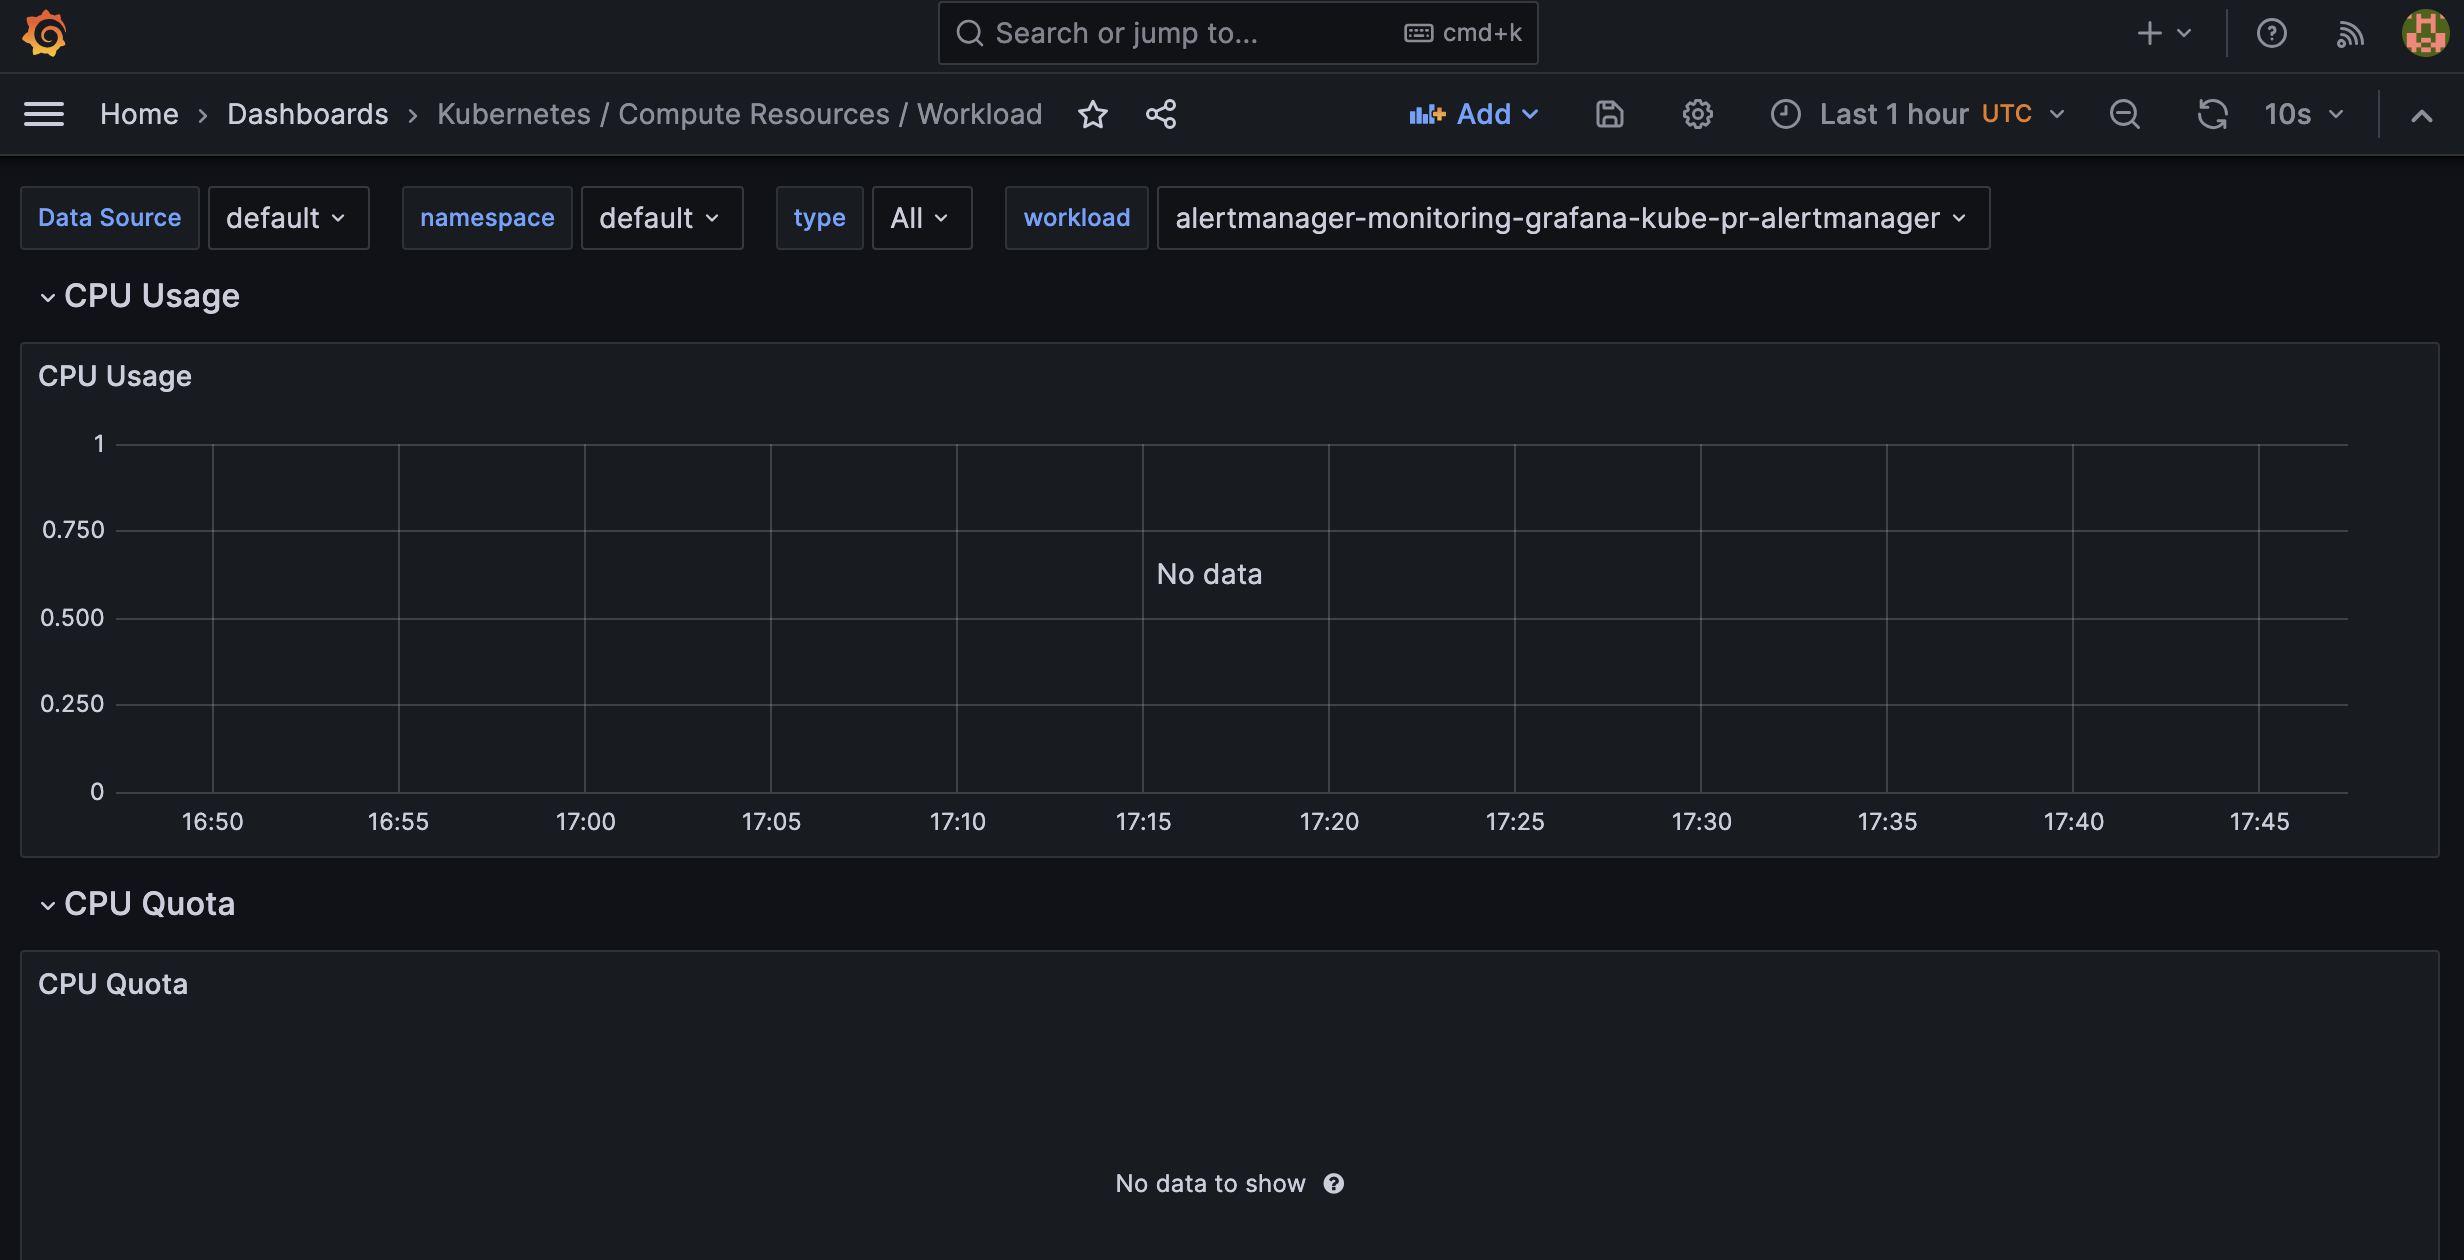 Search or jump to... cmd+k
Home › Dashboards › Kubernetes / Compute Resources / Workload Add Last 1 hour UTC 10s
Data Source default namespace default type All workload alertmanager-monitoring-grafana-kube-pr-alertmanager
CPU Usage
CPU Usage
1
0.750
No data
0.500
0.250
0
16:50 16:55 17:00 17:05 17:10 17:15 17:20 17:25 17:30 17:35 17:40 17:45
CPU Quota
CPU Quota
No data to show